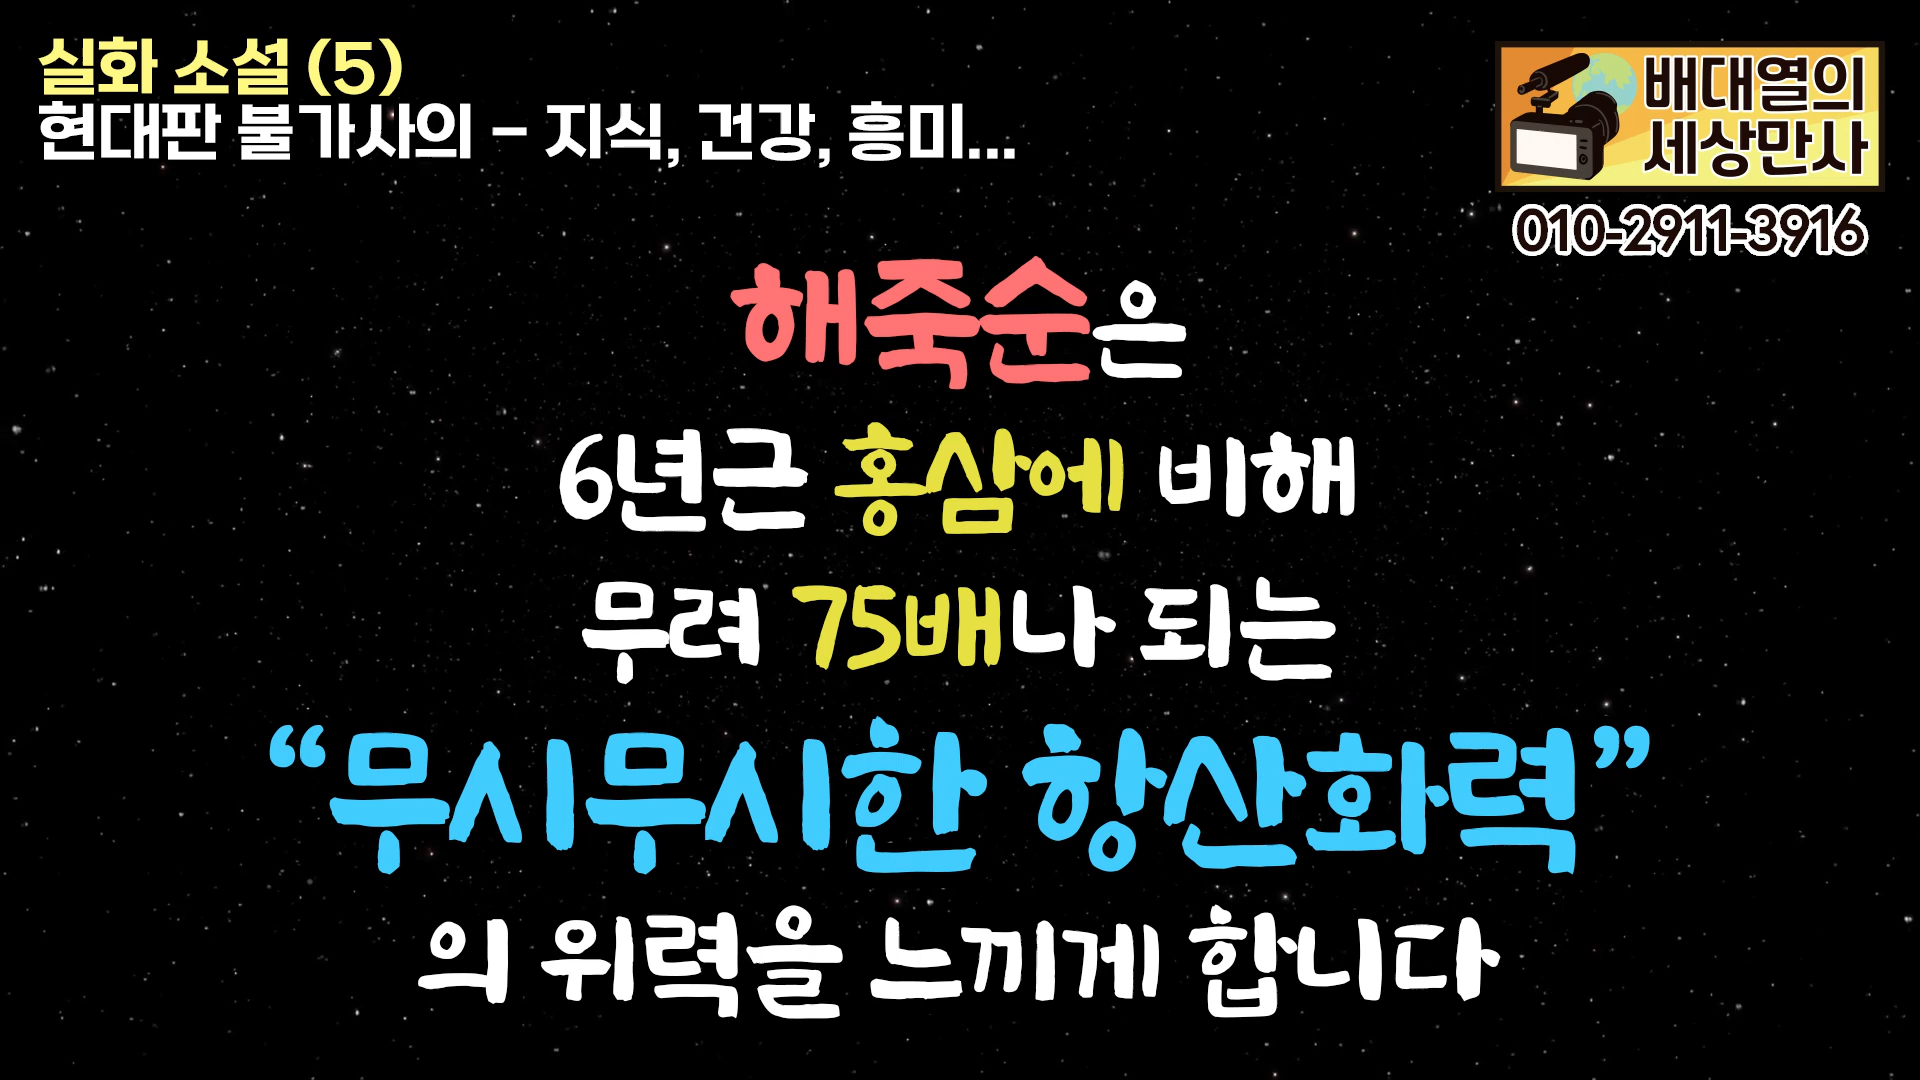 실화 소설 (5)
현대판 불가사의 - 지식, 건강, 흥미...
배대열의
세상만사
010-2911-3916
해죽순은
6년근 홍삼에 비해
무려 75배나 되는
“무시무시한 항산화력”
의 위력을 느끼게 합니다